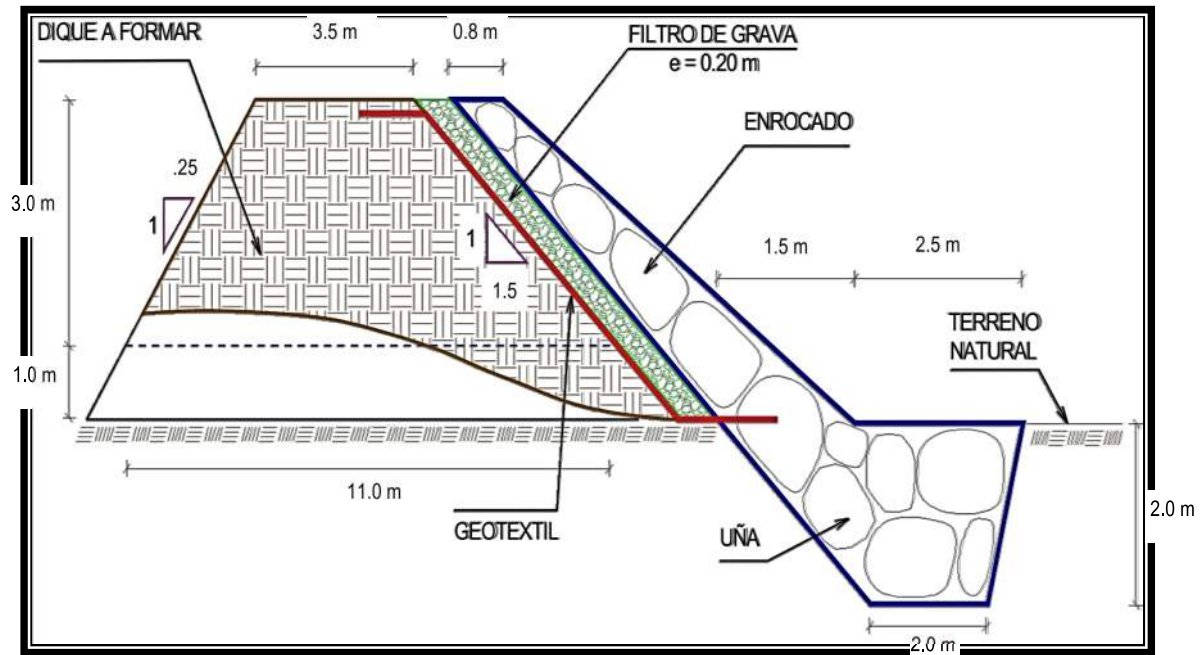 DIQUE A FORMAR
3.5 m
0.8 m
FILTRO DE GRAVA
e = 0.20 m
ENROCADO
.25
1
3.0 m
1
1.5
1.5 m
2.5 m
TERRENO
NATURAL
1.0 m
11.0 m
GEOTEXTIL
UÑA
2.0 m
2.0 m